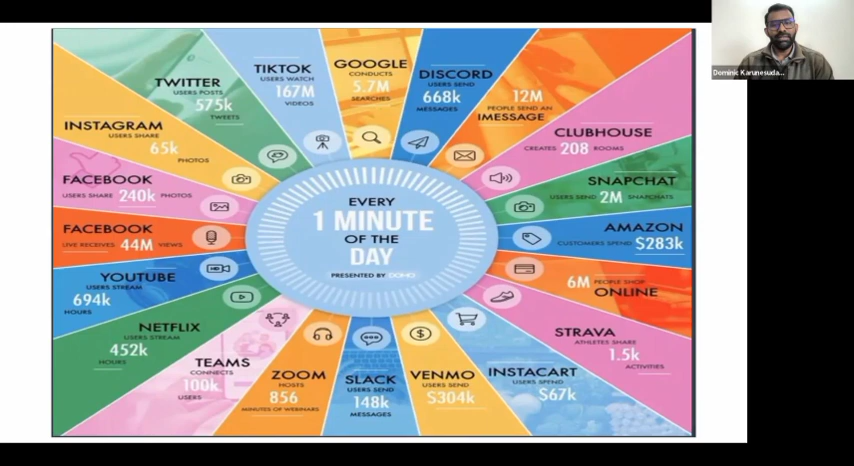 Dominic Karunesuda...
EVERY
1 MINUTE
OF THE
DAY
PRESENTED BY DOMO
GOOGLE
CONDUCTS
5.7M
SEARCHES
DISCORD
USERS SEND
668k
MESSAGES
12M
PEOPLE SEND AN
IMESSAGE
CLUBHOUSE
CREATES 208 ROOMS
SNAPCHAT
USERS SEND 2M SNAPCHATS
AMAZON
CUSTOMERS SPEND $283k
6M PEOPLE SHOP
ONLINE
STRAVA
ATHLETES SHARE
1.5k
ACTIVITIES
INSTACART
USERS SPEND
$67k
VENMO
USERS SEND
$304k
SLACK
USERS SEND
148k
MESSAGES
ZOOM
HOSTS
856
MINUTES OF WEBINARS
TEAMS
CONNECTS
100k
USERS
NETFLIX
USERS STREAM
452k
HOURS
YOUTUBE
USERS STREAM
694k
HOURS
FACEBOOK
LIVE RECEIVES 44M VIEWS
FACEBOOK
USERS SHARE 240k PHOTOS
INSTAGRAM
USERS SHARE
65k
PHOTOS
TWITTER
USERS POSTS
575k
TWEETS
TIKTOK
USERS WATCH
167M
VIDEOS